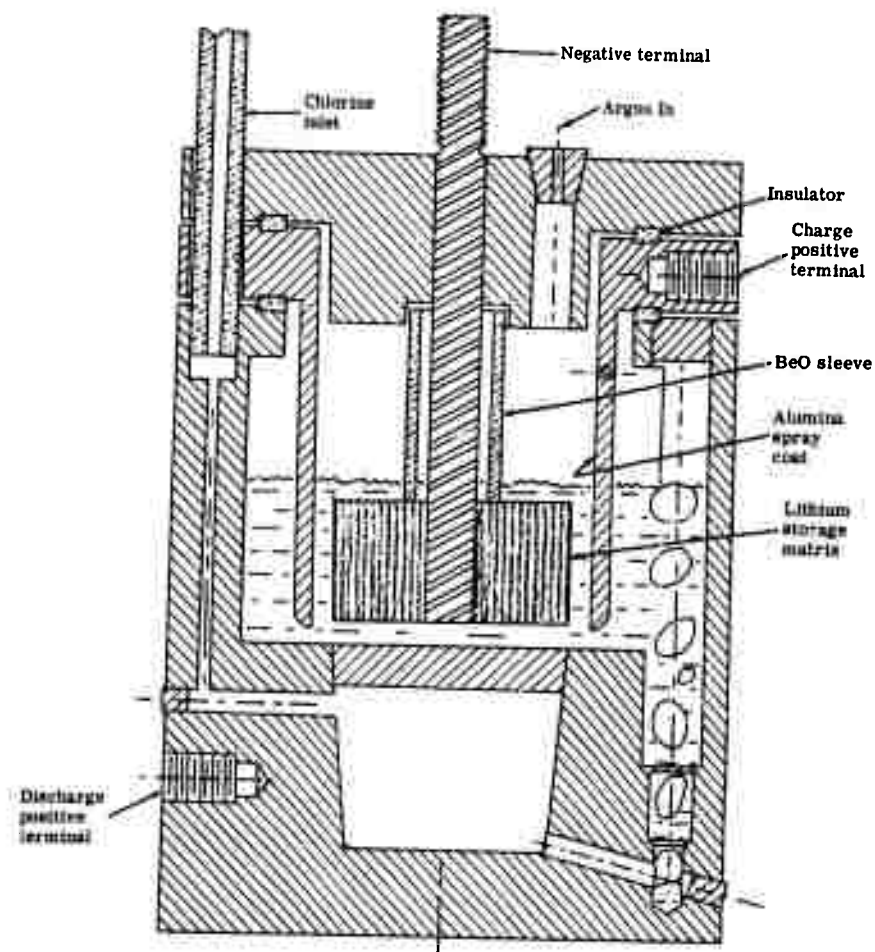 Negative terminal
Chlorine
inlet
Argus In
Insulator
Charge
positive
terminal
BeO sleeve
Alumina
spray
coat
Lithium
storage
matrix
Discharge
positive
terminal